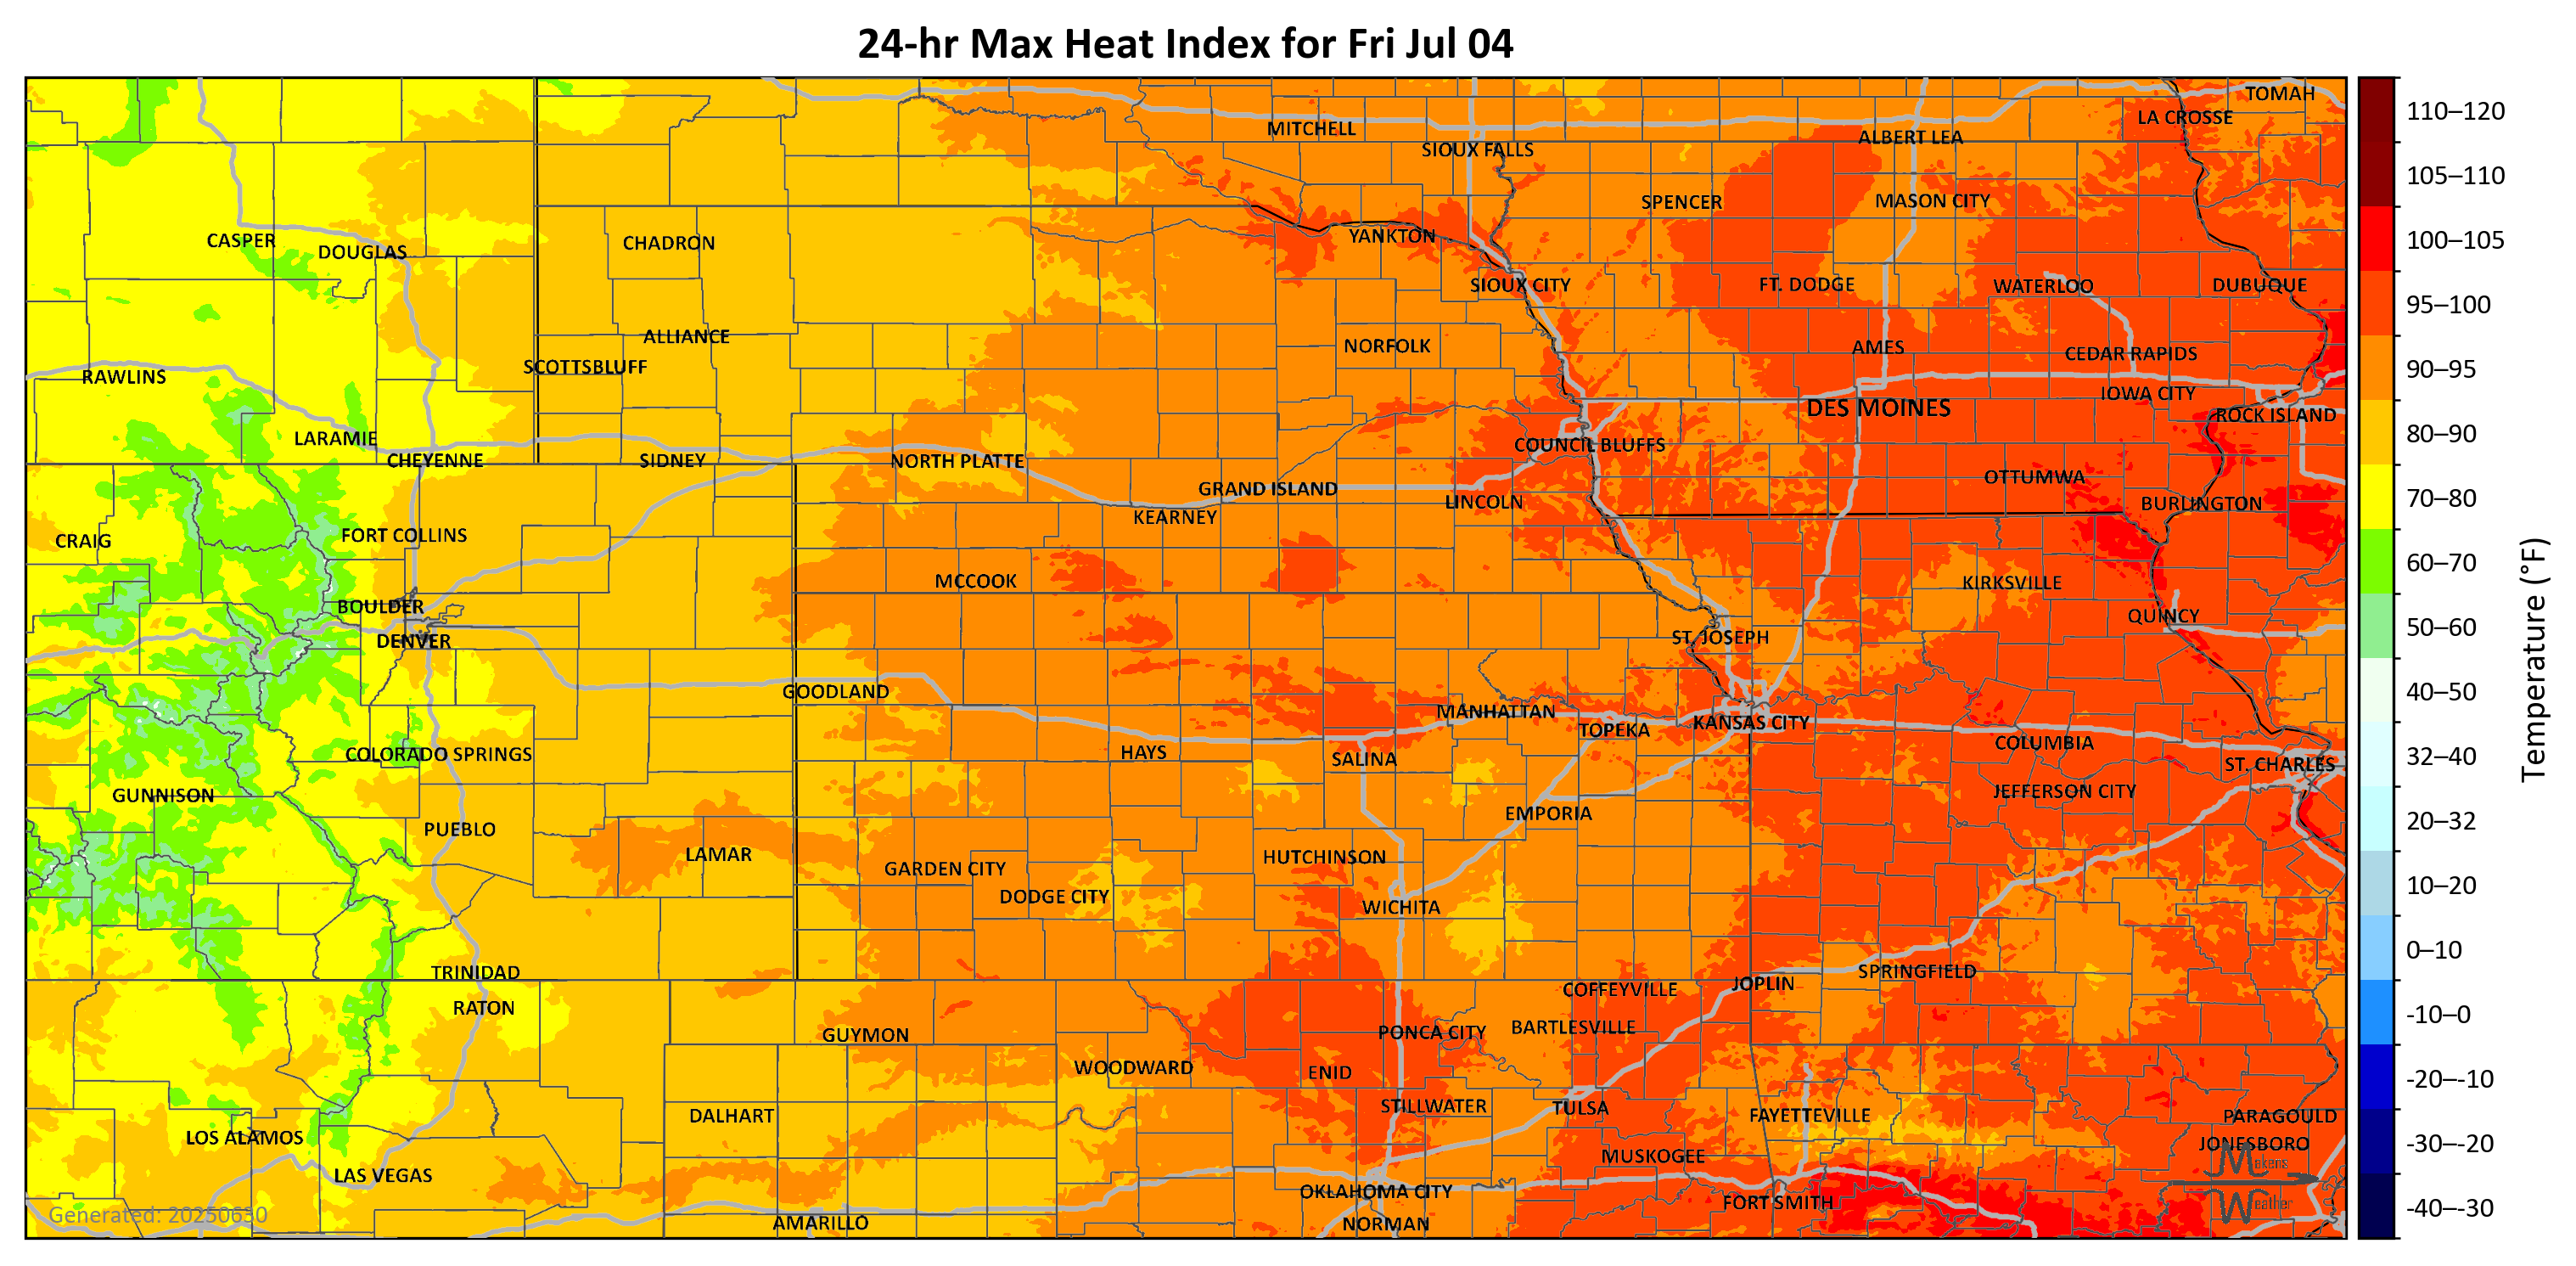 24-hr Max Heat Index for Fri Jul 04
TOMAH
LA CROSSE
MITCHELL
ALBERT LEA
SIOUX FALLS
SPENCER
MASON CITY
YANKTON
CASPER
CHADRON
DOUGLAS
SIOUX CITY
FT. DODGE
WATERLOO
DUBUQUE
ALLIANCE
NORFOLK
AMES
CEDAR RAPIDS
SCOTTSBLUFF
RAWLINS
IOWA CITY
DES MOINES
ROCK ISLAND
LARAMIE
COUNCIL BLUFFS
CHEYENNE
SIDNEY
NORTH PLATTE
OTTUMWA
GRAND ISLAND
LINCOLN
BURLINGTON
KEARNEY
FORT COLLINS
CRAIG
MCCOOK
KIRKSVILLE
BOULDER
QUINCY
DENVER
ST. JOSEPH
GOODLAND
MANHATTAN
KANSAS CITY
TOPEKA
COLUMBIA
COLORADO SPRINGS
HAYS
SALINA
ST. CHARLES
GUNNISON
JEFFERSON CITY
EMPORIA
PUEBLO
LAMAR
HUTCHINSON
GARDEN CITY
DODGE CITY
WICHITA
TRINIDAD
SPRINGFIELD
JOPLIN
COFFEYVILLE
RATON
BARTLESVILLE
PONCA CITY
GUYMON
WOODWARD
ENID
STILLWATER
TULSA
DALHART
FAYETTEVILLE
PARAGOULD
LOS ALAMOS
JONESBORO
MUSKOGEE
LAS VEGAS
OKLAHOMA CITY
FORT SMITH
AMARILLO
NORMAN
Generated: 20250630
Makens
Weather
110–120
105–110
100–105
95–100
90–95
80–90
70–80
60–70
50–60
40–50
32–40
20–32
10–20
0–10
-10–0
-20–-10
-30–-20
-40–-30
Temperature (°F)